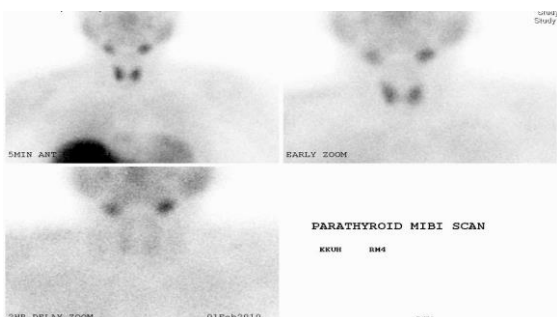 Study
Study
5MIN ANT
EARLY ZOOM
PARATHYROID MIBI SCAN
KKUH RM4
2HR DELAY ZOOM 01Feb2010